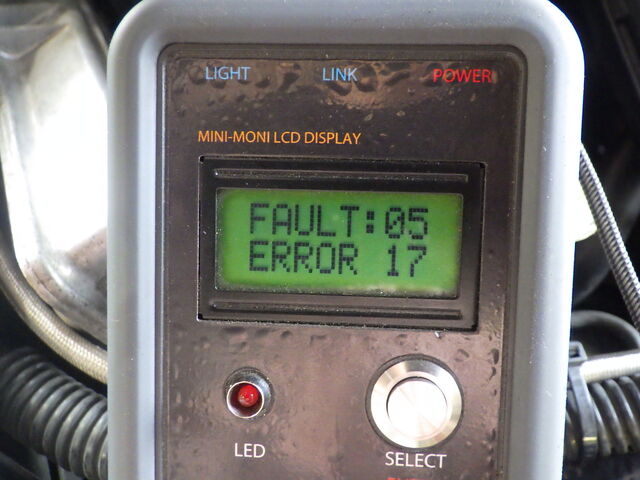 LIGHT LINK POWER
MINI-MONI LCD DISPLAY
FAULT:05
ERROR 17
LED
SELECT